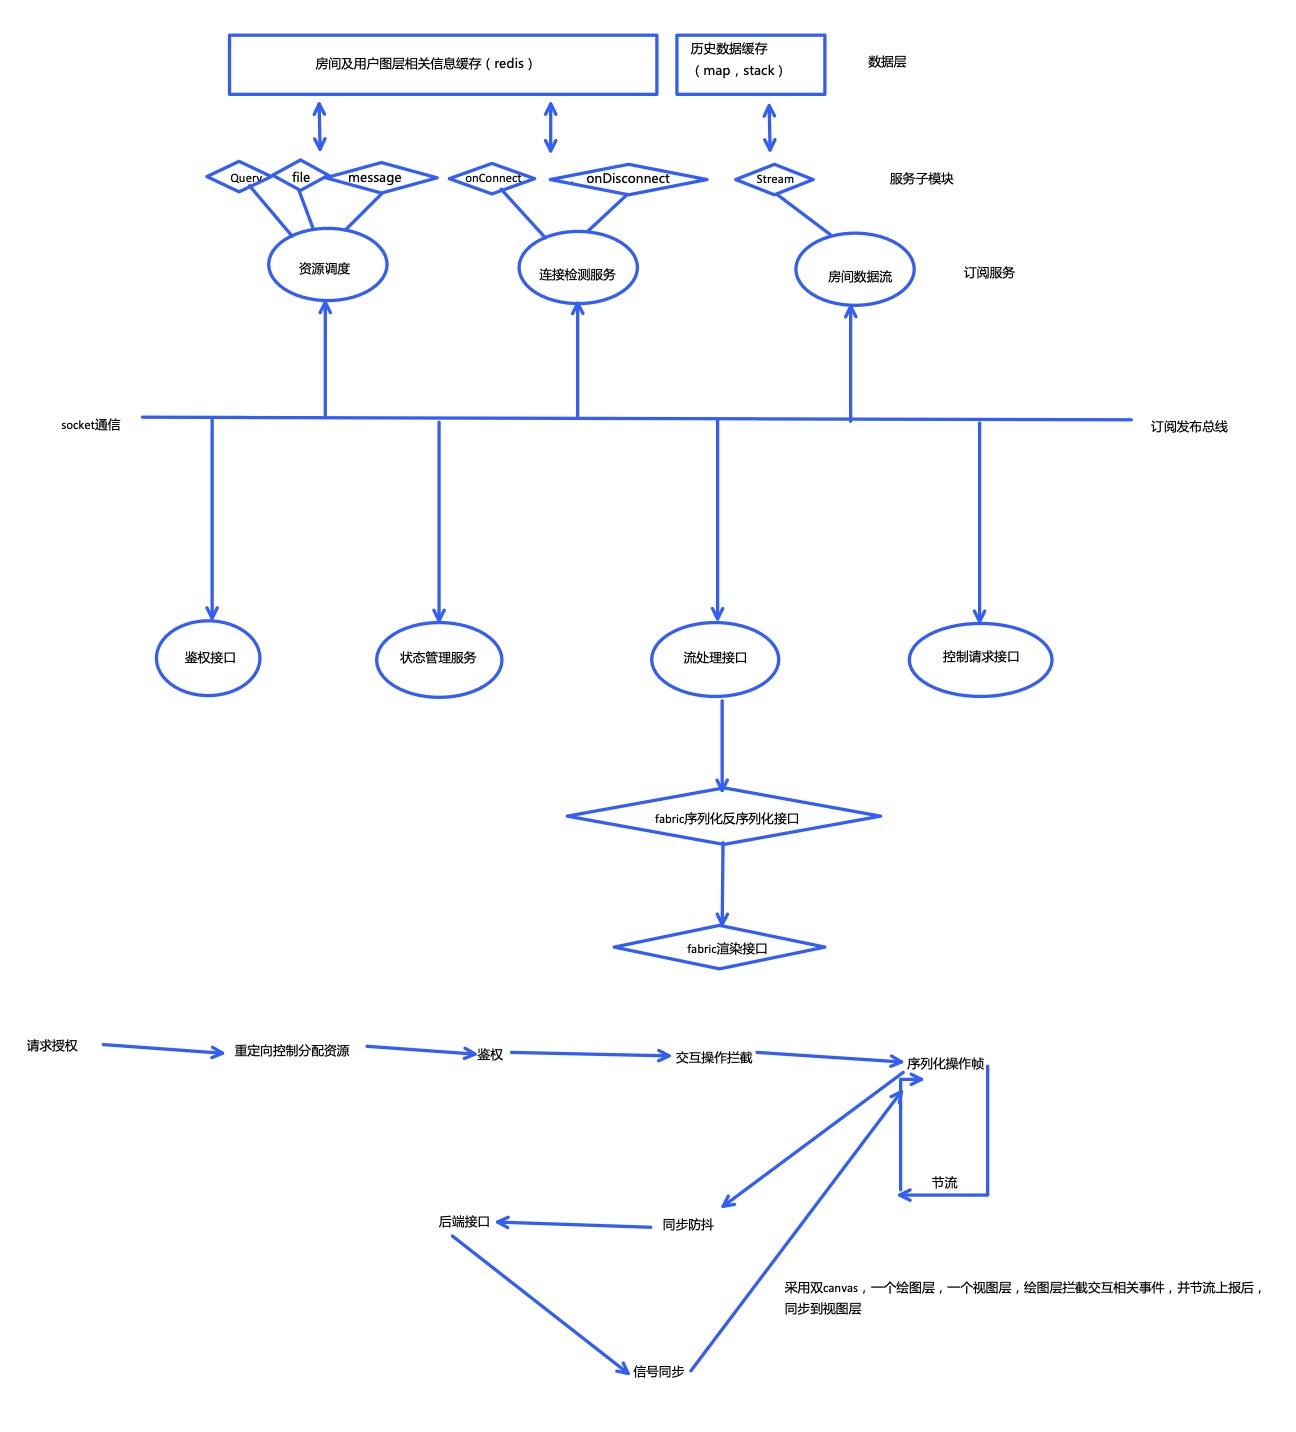 房间及用户图层相关信息缓存（redis）
历史数据缓存
（map，stack）
数据层
Query
file
message
onConnect
onDisconnect
Stream
服务子模块
资源调度
连接检测服务
房间数据流
订阅服务
socket通信
订阅发布总线
鉴权接口
状态管理服务
流处理接口
控制请求接口
fabric序列化反序列化接口
fabric渲染接口
请求授权
重定向控制分配资源
鉴权
交互操作拦截
序列化操作帧
节流
后端接口
同步防抖
采用双canvas，一个绘图层，一个视图层，绘图层拦截交互相关事件，并节流上报后，
同步到视图层
信号同步